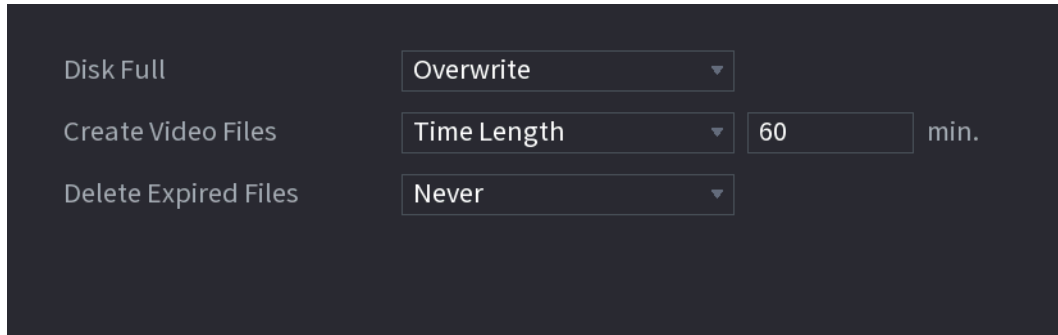 Disk Full Overwrite
Create Video Files Time Length 60 min.
Delete Expired Files Never